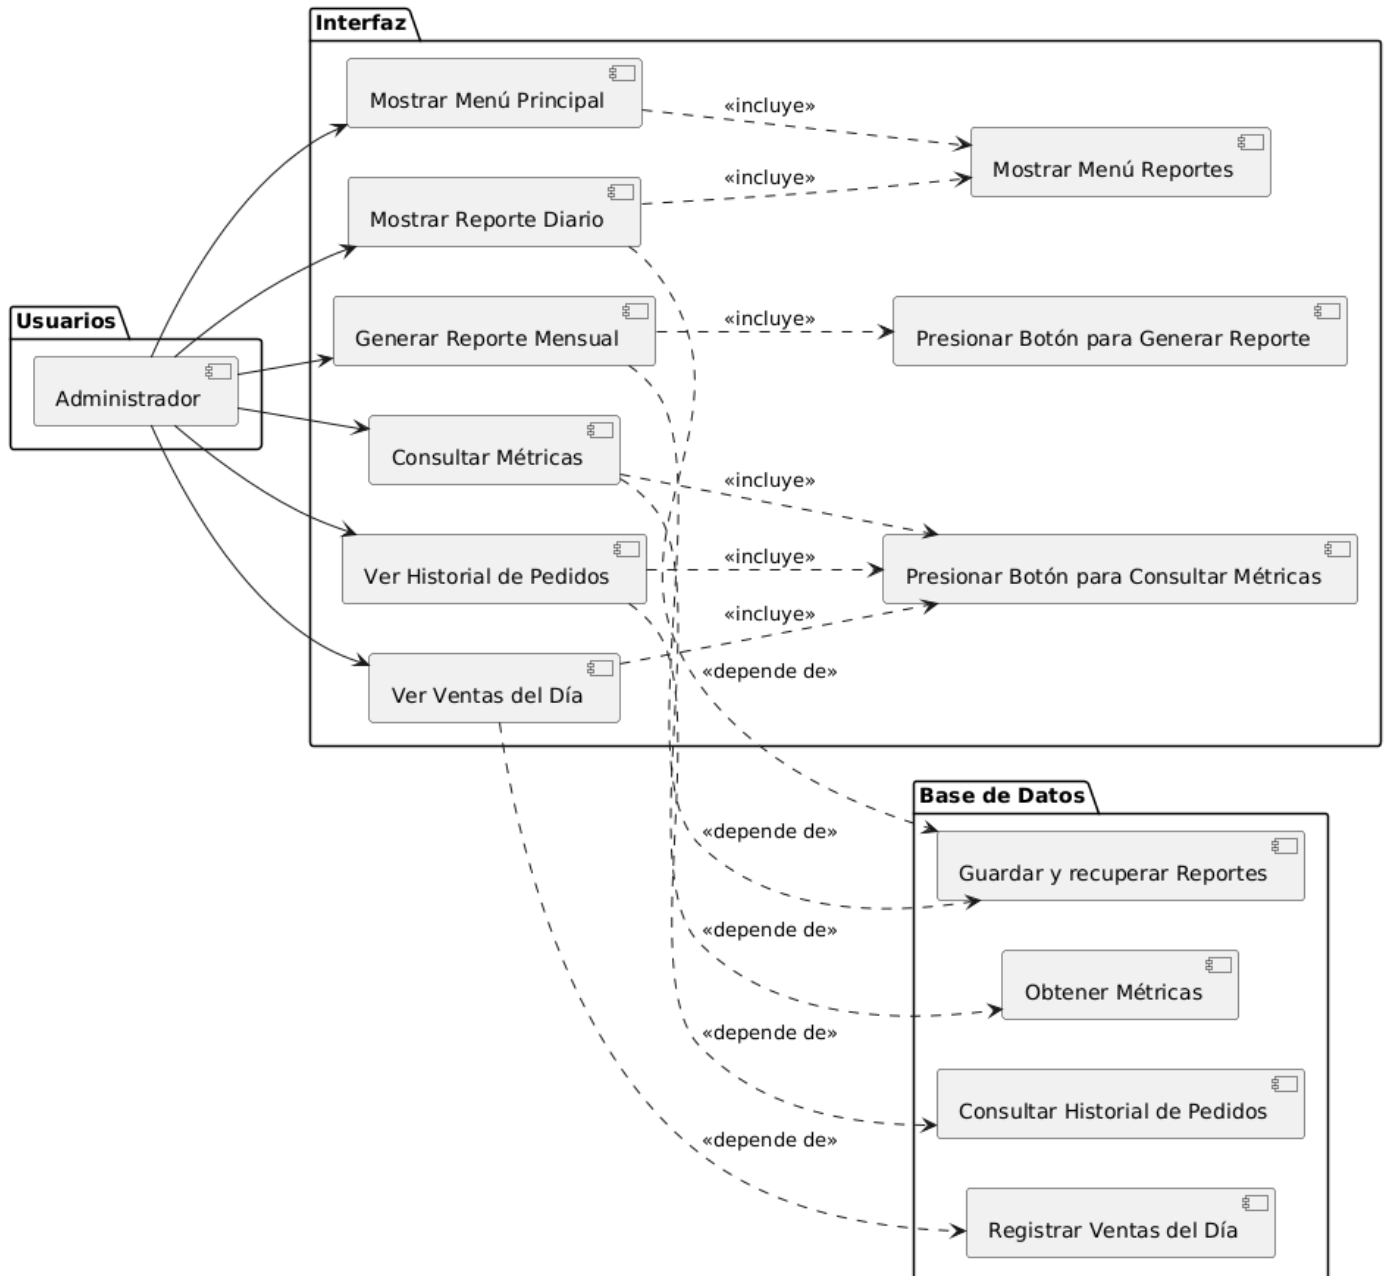 Interfaz
Mostrar Menú Principal
«incluye»
Mostrar Menú Reportes
«incluye»
Mostrar Reporte Diario
Usuarios
Administrador
Generar Reporte Mensual
«incluye»
Presionar Botón para Generar Reporte
Consultar Métricas
«incluye»
Ver Historial de Pedidos
«incluye»
Presionar Botón para Consultar Métricas
«incluye»
Ver Ventas del Día
«depende de»
Base de Datos
«depende de»
Guardar y recuperar Reportes
«depende de»
Obtener Métricas
«depende de»
Consultar Historial de Pedidos
«depende de»
Registrar Ventas del Día